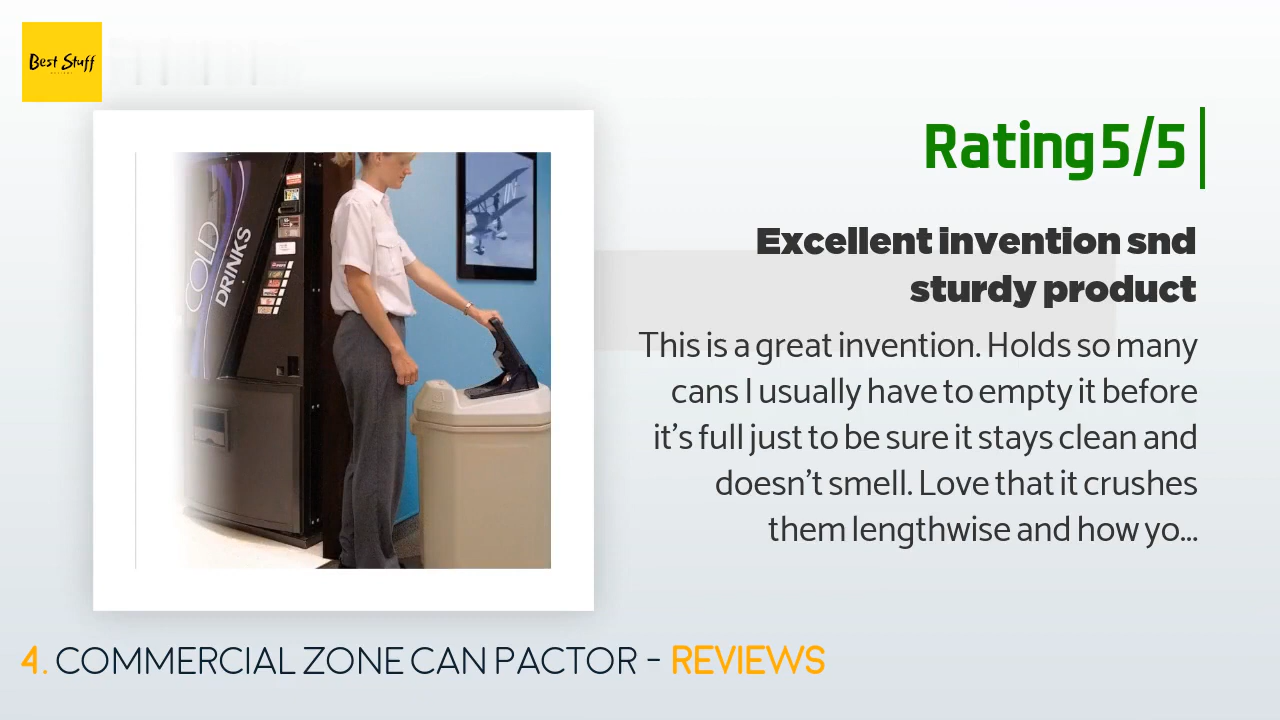 Best Stuff
COLD
DRINKS
Rating 5/5
Excellent invention snd
sturdy product
This is a great invention. Holds so many
cans I usually have to empty it before
it's full just to be sure it stays clean and
doesn't smell. Love that it crushes
them lengthwise and how yo...
4. COMMERCIAL ZONE CAN PACTOR - REVIEWS